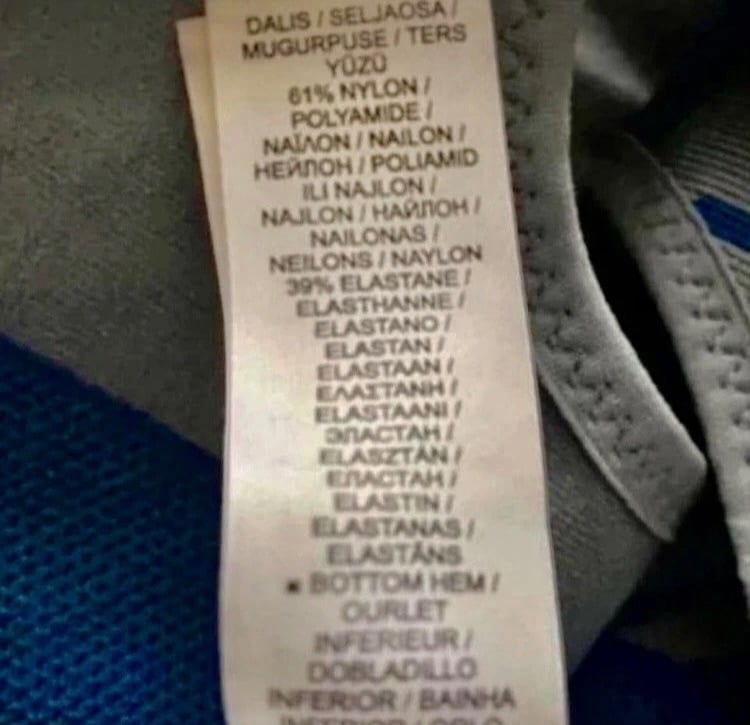 DALIS / SELJAOSA /
MUGURPUSE / TERS
YÜZÜ
61% NYLON /
POLYAMIDE /
ΝΑΪΛΟΝ / NAILON /
НЕЙЛОН / POLIAMID
ILI NAJLON /
NAJLON / НАЙЛОН /
NAILONAS /
NEILONS / NAYLON
39% ELASTANE /
ELASTHANNE /
ELASTANO /
ELASTAN /
ELASTAAN /
ΕΛΑΣΤΑΝΗ /
ELASTAANI /
ЭЛАСТАН /
ELASZTÁN /
ЕЛАСТАН /
ELASTIN /
ELASTANAS /
ELASTĀNS
▪ BOTTOM HEM /
OURLET
INFERIEUR /
DOBLADILLO
INFERIOR / BAINHA
INFERIOR / COLO